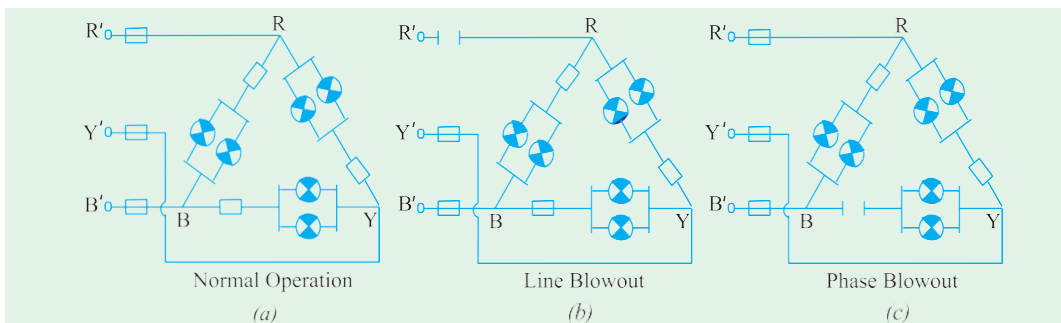 R
R'
Y'
B'
B
Y
Normal Operation
(a)
R
R'
Y'
B'
B
Y
Line Blowout
(b)
R
R'
Y'
B'
B
Y
Phase Blowout
(c)